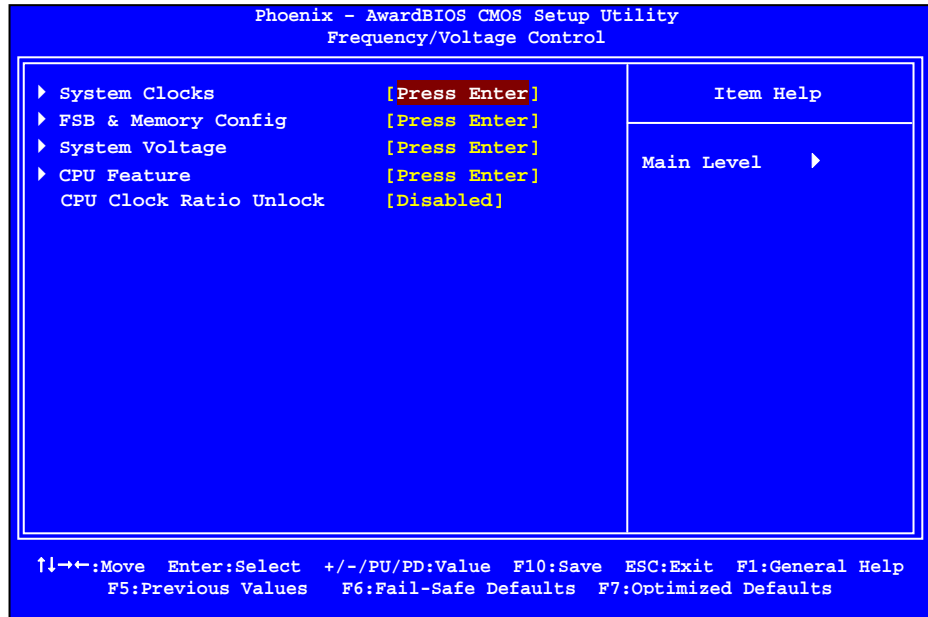 Phoenix – AwardBIOS CMOS Setup Utility
Frequency/Voltage Control
System Clocks [Press Enter]
FSB & Memory Config [Press Enter]
System Voltage [Press Enter]
CPU Feature [Press Enter]
CPU Clock Ratio Unlock [Disabled]
Item Help
Main Level
↑↓→←:Move Enter:Select +/-/PU/PD:Value F10:Save ESC:Exit F1:General Help
F5:Previous Values F6:Fail-Safe Defaults F7:Optimized Defaults